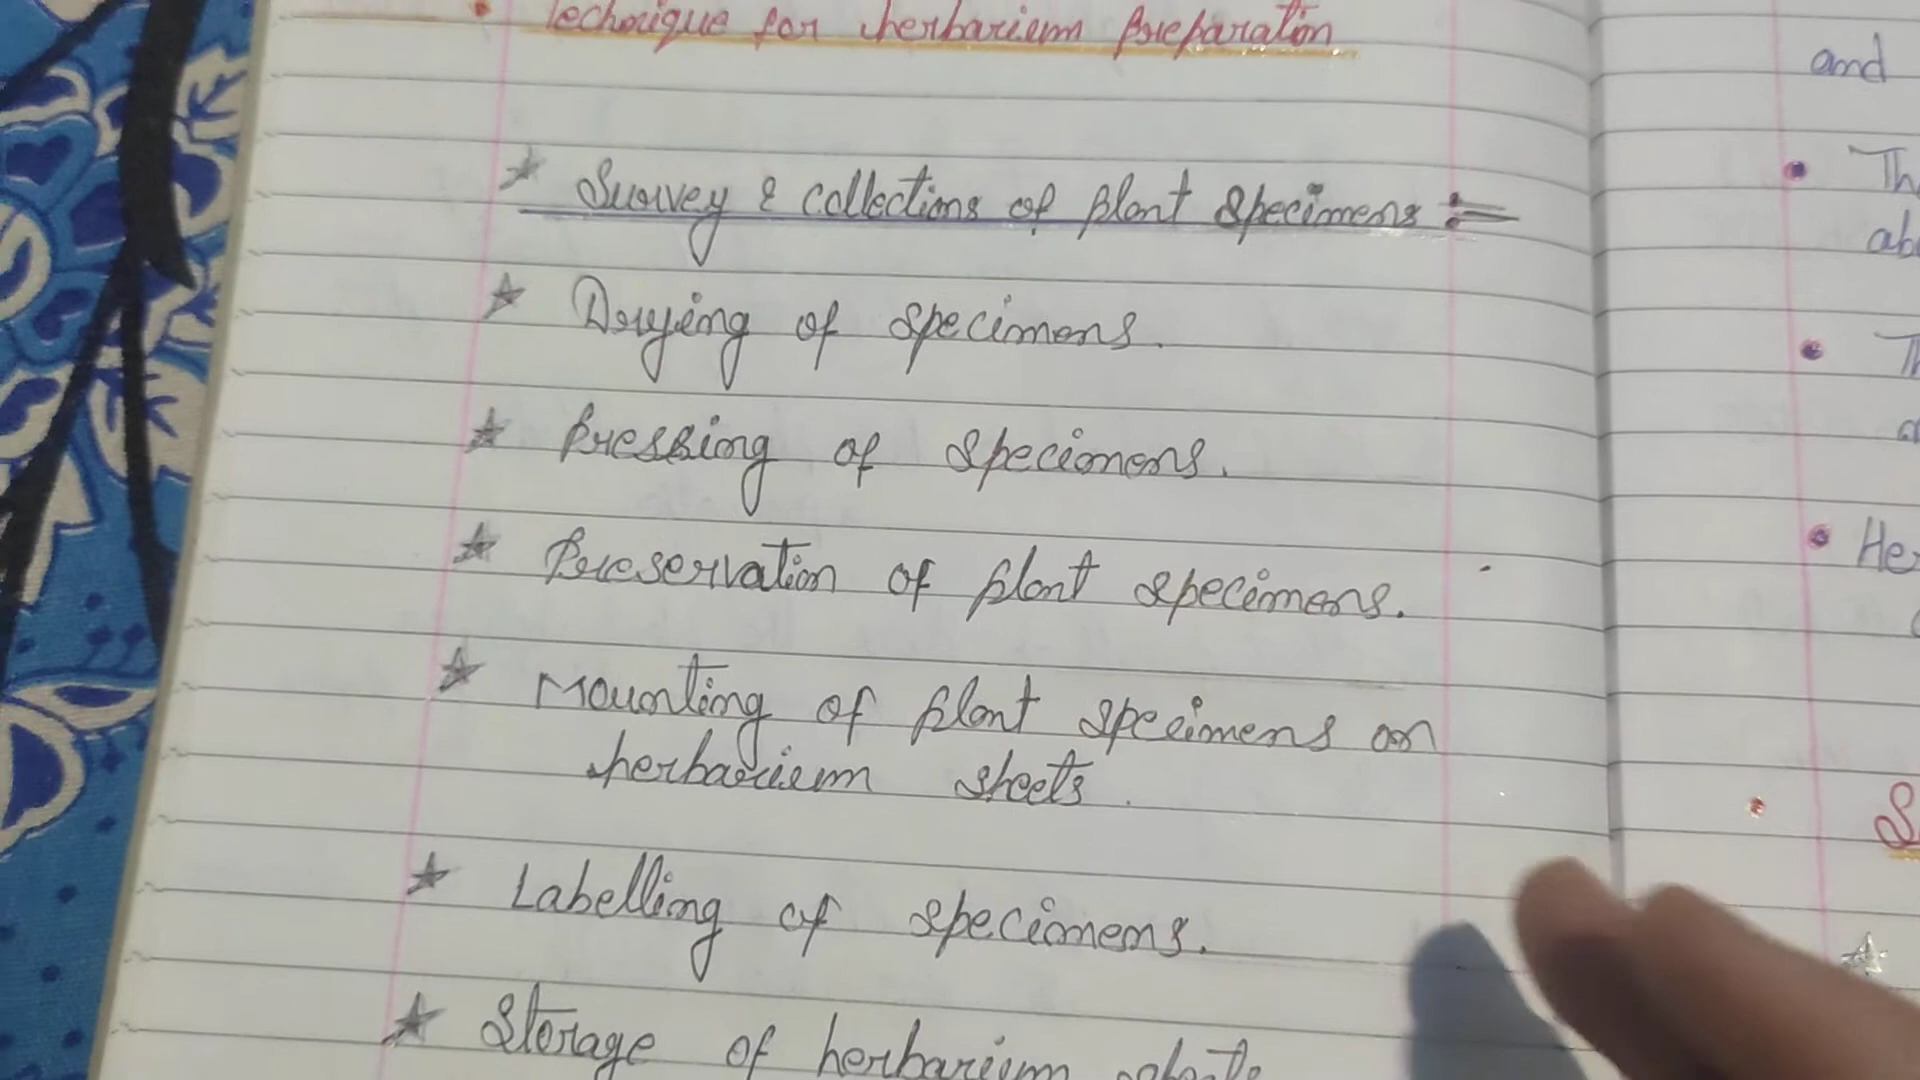 Technique for herbarium preparation
Survey & collections of plant specimens :=
Drying of specimens.
Pressing of specimens.
Preservation of plant specimens.
Mounting of plant specimens on
herbarium sheets.
Labelling of specimens.
Storage of herbarium
and